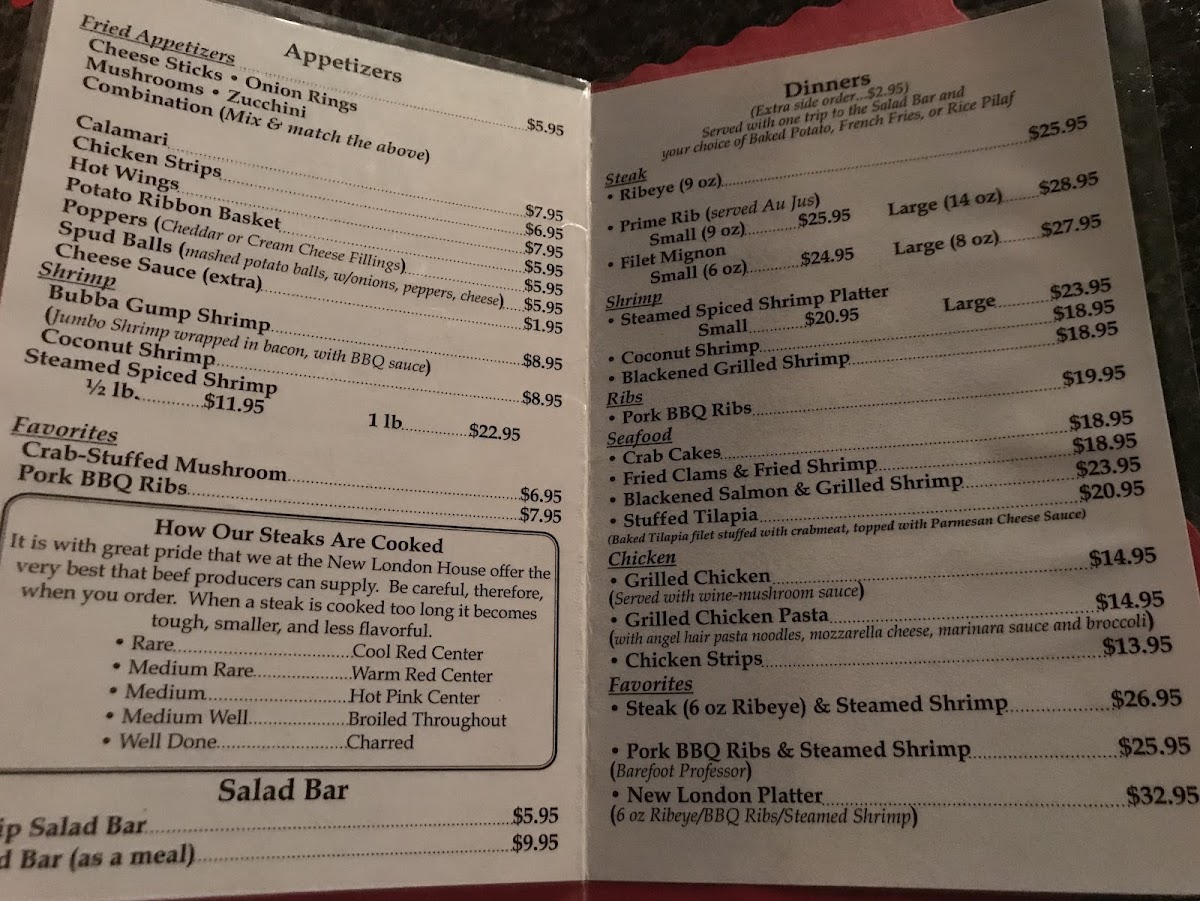 Appetizers
Fried Appetizers
Cheese Sticks • Onion Rings
Mushrooms • Zucchini
Combination (Mix & match the above) $5.95
Calamari $7.95
Chicken Strips $6.95
Hot Wings $7.95
Potato Ribbon Basket $5.95
Poppers (Cheddar or Cream Cheese Fillings) $5.95
Spud Balls (mashed potato balls, w/onions, peppers, cheese) $5.95
Cheese Sauce (extra) $1.95
Shrimp
Bubba Gump Shrimp $8.95
(Jumbo Shrimp wrapped in bacon, with BBQ sauce)
Coconut Shrimp $8.95
Steamed Spiced Shrimp
½ lb. $11.95 1 lb. $22.95
Favorites
Crab-Stuffed Mushroom $6.95
Pork BBQ Ribs $7.95
How Our Steaks Are Cooked
It is with great pride that we at the New London House offer the
very best that beef producers can supply. Be careful, therefore,
when you order. When a steak is cooked too long it becomes
tough, smaller, and less flavorful.
• Rare Cool Red Center
• Medium Rare Warm Red Center
• Medium Hot Pink Center
• Medium Well Broiled Throughout
• Well Done Charred
Salad Bar
ip Salad Bar $5.95
d Bar (as a meal) $9.95
Dinners
(Extra side order...$2.95)
Served with one trip to the Salad Bar and
your choice of Baked Potato, French Fries, or Rice Pilaf
Steak
• Ribeye (9 oz) $25.95
• Prime Rib (served Au Jus)
Small (9 oz) $25.95 Large (14 oz) $28.95
• Filet Mignon
Small (6 oz) $24.95 Large (8 oz) $27.95
Shrimp
• Steamed Spiced Shrimp Platter
Small $20.95 Large $23.95
• Coconut Shrimp $18.95
• Blackened Grilled Shrimp $18.95
Ribs
• Pork BBQ Ribs $19.95
Seafood
• Crab Cakes $18.95
• Fried Clams & Fried Shrimp $18.95
• Blackened Salmon & Grilled Shrimp $23.95
• Stuffed Tilapia $20.95
(Baked Tilapia filet stuffed with crabmeat, topped with Parmesan Cheese Sauce)
Chicken
• Grilled Chicken $14.95
(Served with wine-mushroom sauce)
• Grilled Chicken Pasta $14.95
(with angel hair pasta noodles, mozzarella cheese, marinara sauce and broccoli)
• Chicken Strips $13.95
Favorites
• Steak (6 oz Ribeye) & Steamed Shrimp $26.95
• Pork BBQ Ribs & Steamed Shrimp $25.95
(Barefoot Professor)
• New London Platter $32.95
(6 oz Ribeye/BBQ Ribs/Steamed Shrimp)